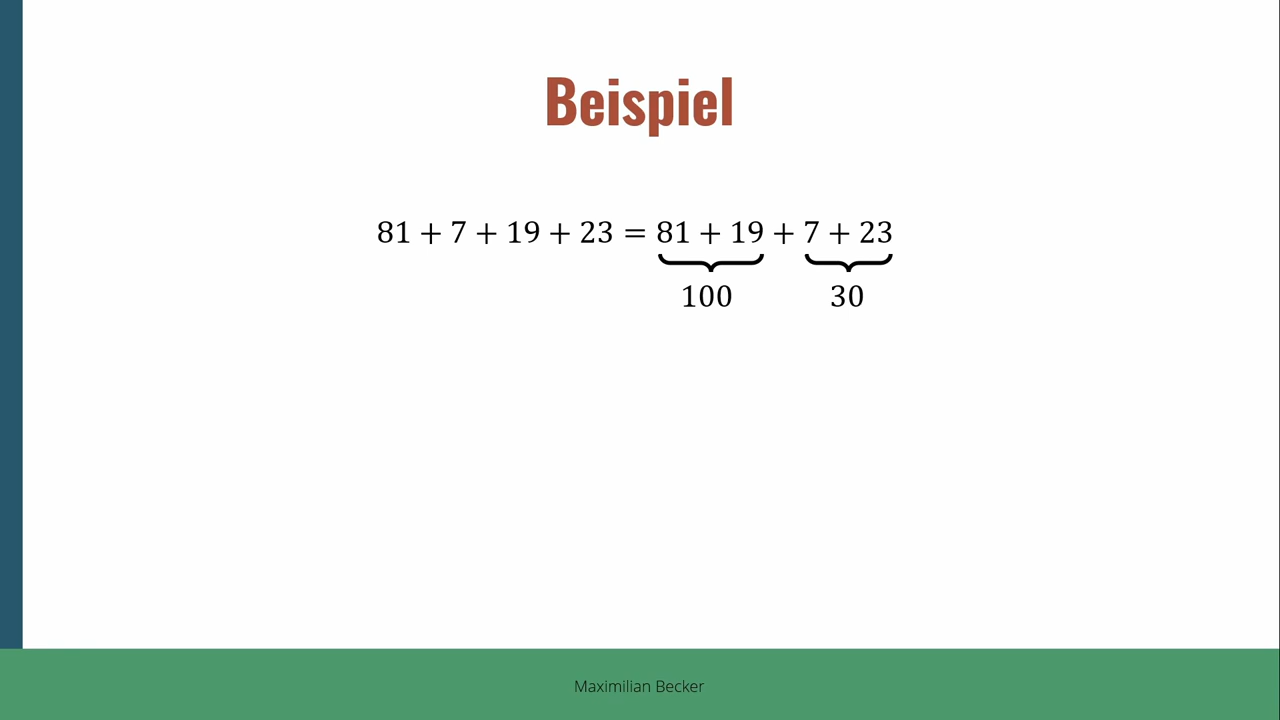 Beispiel
81 + 7 + 19 + 23 = 81 + 19 + 7 + 23
100 30
Maximilian Becker